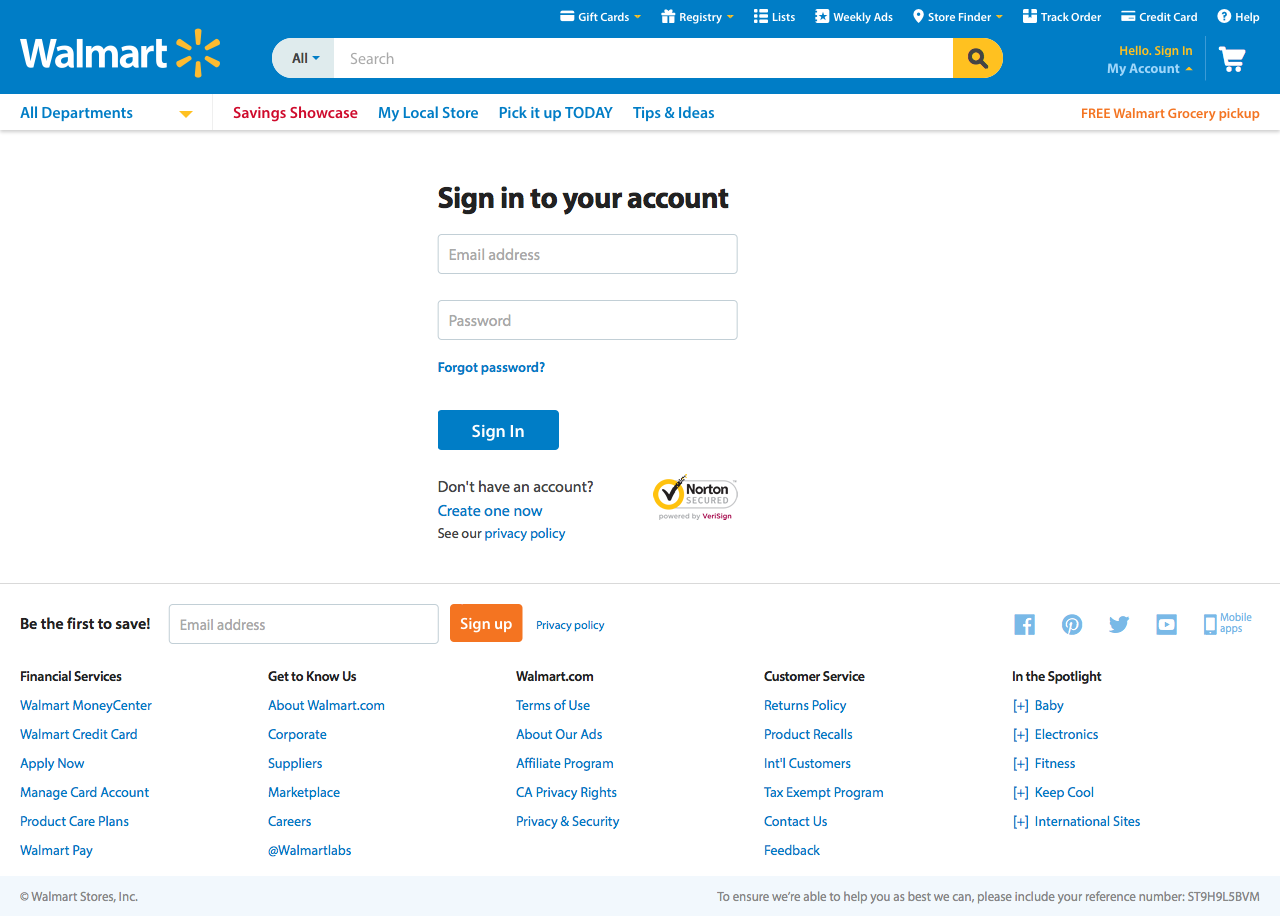 Gift Cards Registry Lists Weekly Ads Store Finder Track Order Credit Card Help
Walmart
All Search
Hello. Sign In
My Account
All Departments Savings Showcase My Local Store Pick it up TODAY Tips & Ideas FREE Walmart Grocery pickup
Sign in to your account
Email address
Password
Forgot password?
Sign In
Don't have an account?
Create one now
See our privacy policy
Norton
SECURED
powered by VeriSign
Be the first to save! Email address Sign up Privacy policy
Mobile
apps
Financial Services
Walmart MoneyCenter
Walmart Credit Card
Apply Now
Manage Card Account
Product Care Plans
Walmart Pay
Get to Know Us
About Walmart.com
Corporate
Suppliers
Marketplace
Careers
@Walmartlabs
Walmart.com
Terms of Use
About Our Ads
Affiliate Program
CA Privacy Rights
Privacy & Security
Customer Service
Returns Policy
Product Recalls
Int'l Customers
Tax Exempt Program
Contact Us
Feedback
In the Spotlight
[+] Baby
[+] Electronics
[+] Fitness
[+] Keep Cool
[+] International Sites
© Walmart Stores, Inc. To ensure we're able to help you as best we can, please include your reference number: ST9H9L5BVM